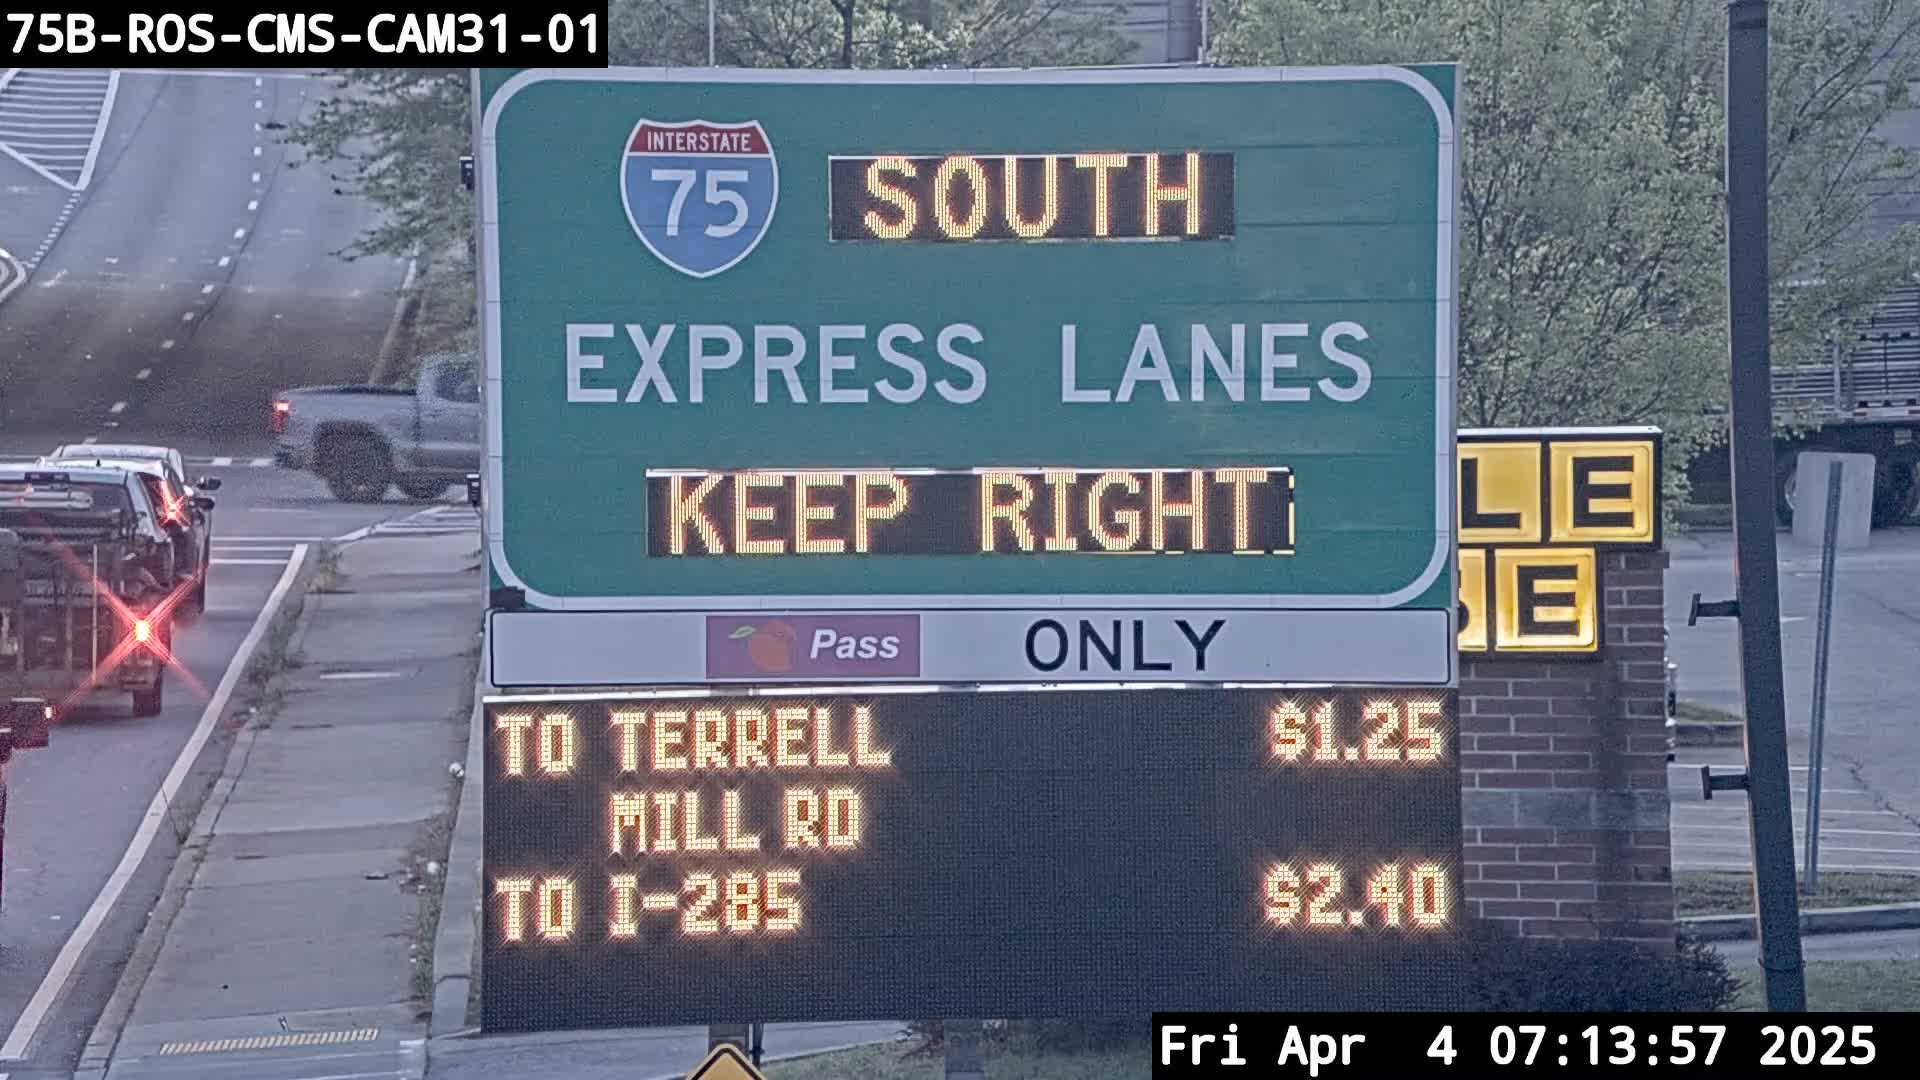 75B-ROS-CMS-CAM31-01
INTERSTATE
75
SOUTH
EXPRESS LANES
KEEP RIGHT
Pass ONLY
TO TERRELL $1.25
MILL RD
TO I-285 $2.40
LE
E
Fri Apr 4 07:13:57 2025